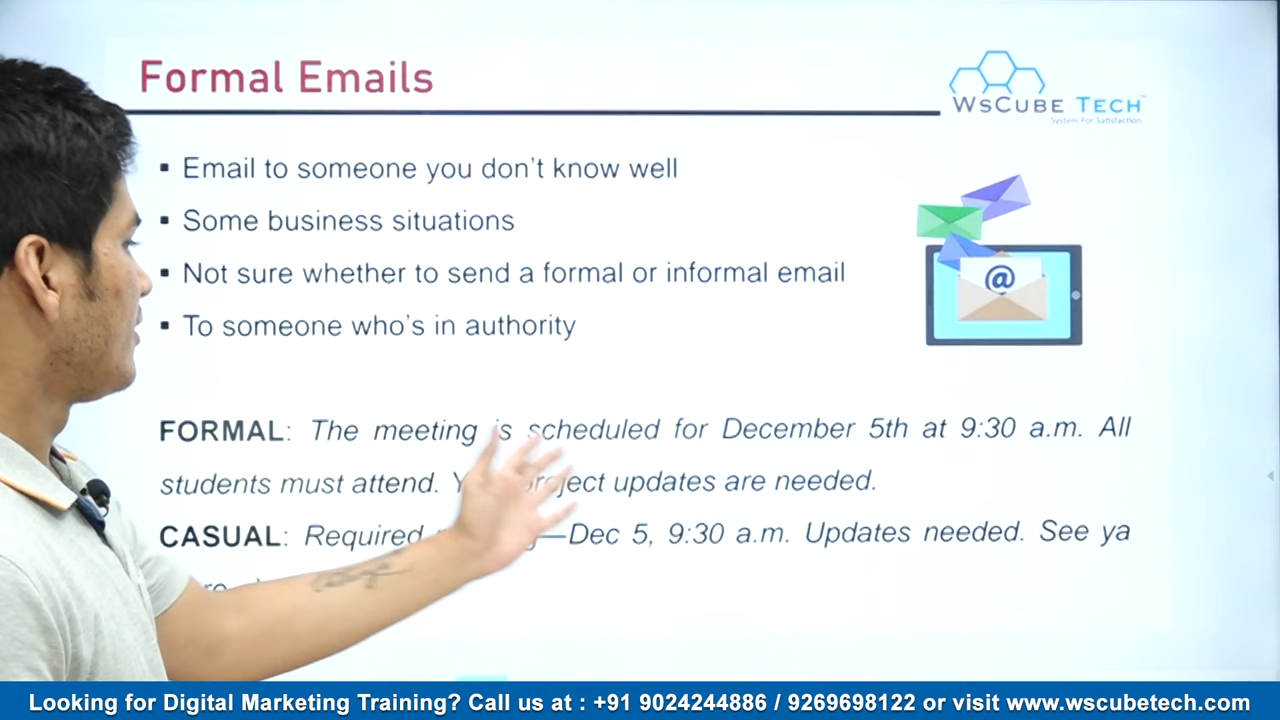 Formal Emails
WsCube Tech
System For Satisfaction
▪ Email to someone you don't know well
▪ Some business situations
▪ Not sure whether to send a formal or informal email
▪ To someone who's in authority
@
FORMAL: The meeting is scheduled for December 5th at 9:30 a.m. All
students must attend. project updates are needed.
CASUAL: Required —Dec 5, 9:30 a.m. Updates needed. See ya
Looking for Digital Marketing Training? Call us at : +91 9024244886 / 9269698122 or visit www.wscubetech.com